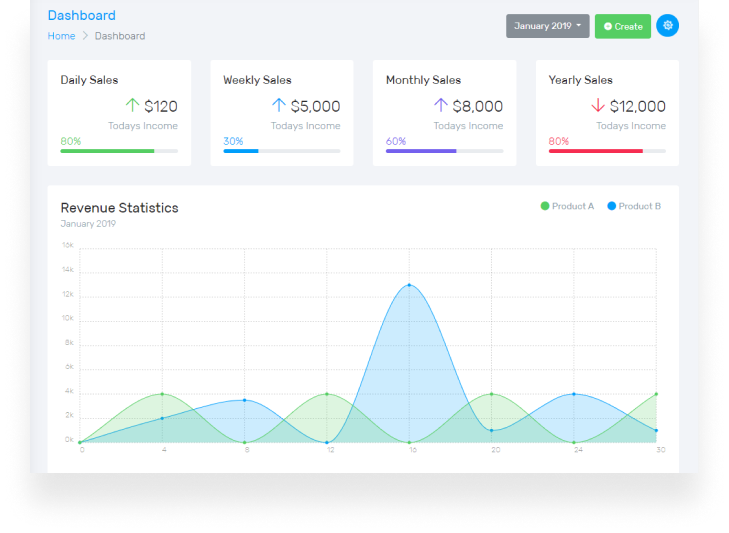 Dashboard
Home > Dashboard
January 2019
Create
Daily Sales
$120
Todays Income
80%
Weekly Sales
$5,000
Todays Income
30%
Monthly Sales
$8,000
Todays Income
60%
Yearly Sales
$12,000
Todays Income
80%
Revenue Statistics
January 2019
Product A
Product B
16k
14k
12k
10k
8k
6k
4k
2k
0k
0 4 8 12 16 20 24 30